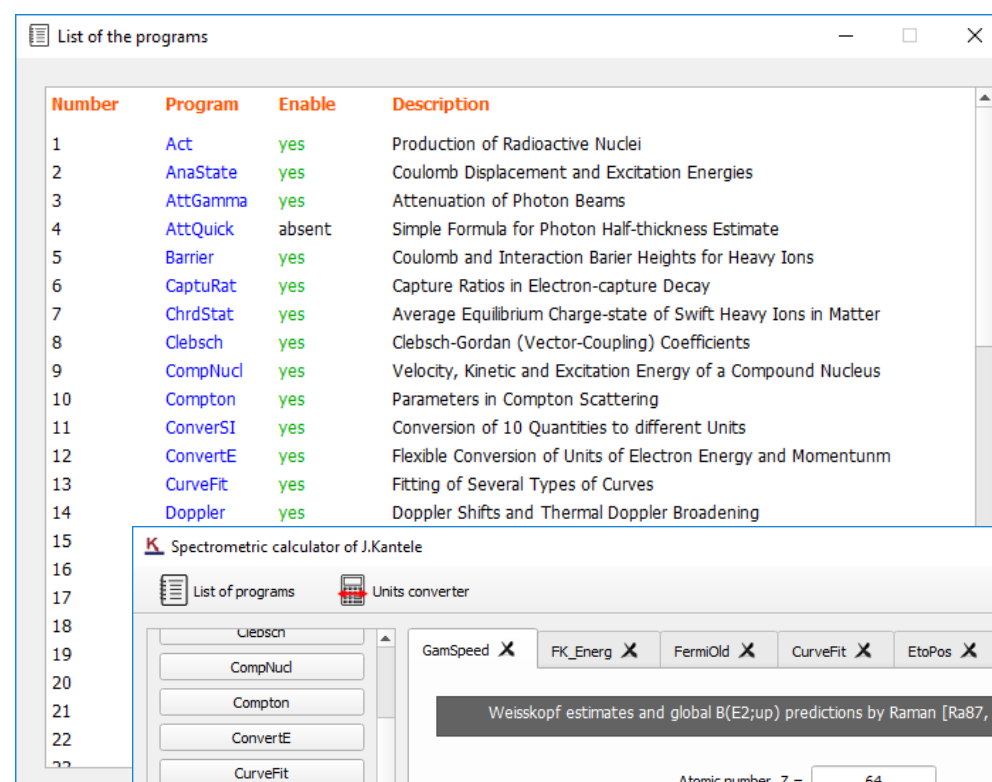 List of the programs
Number Program Enable Description
1 Act yes Production of Radioactive Nuclei
2 AnaState yes Coulomb Displacement and Excitation Energies
3 AttGamma yes Attenuation of Photon Beams
4 AttQuick absent Simple Formula for Photon Half-thickness Estimate
5 Barrier yes Coulomb and Interaction Barier Heights for Heavy Ions
6 CaptuRat yes Capture Ratios in Electron-capture Decay
7 ChrdStat yes Average Equilibrium Charge-state of Swift Heavy Ions in Matter
8 Clebsch yes Clebsch-Gordan (Vector-Coupling) Coefficients
9 CompNucl yes Velocity, Kinetic and Excitation Energy of a Compound Nucleus
10 Compton yes Parameters in Compton Scattering
11 ConverSI yes Conversion of 10 Quantities to different Units
12 ConvertE yes Flexible Conversion of Units of Electron Energy and Momentunm
13 CurveFit yes Fitting of Several Types of Curves
14 Doppler yes Doppler Shifts and Thermal Doppler Broadening
15
16
17
18
19
20
21
22
23
K Spectrometric calculator of J.Kantele
List of programs Units converter
Clebsch
CompNucl
Compton
ConvertE
CurveFit
GamSpeed FK_Energ FermiOld CurveFit EtoPos
Weisskopf estimates and global B(E2;up) predictions by Raman [Ra87,
Atomic number Z = 64